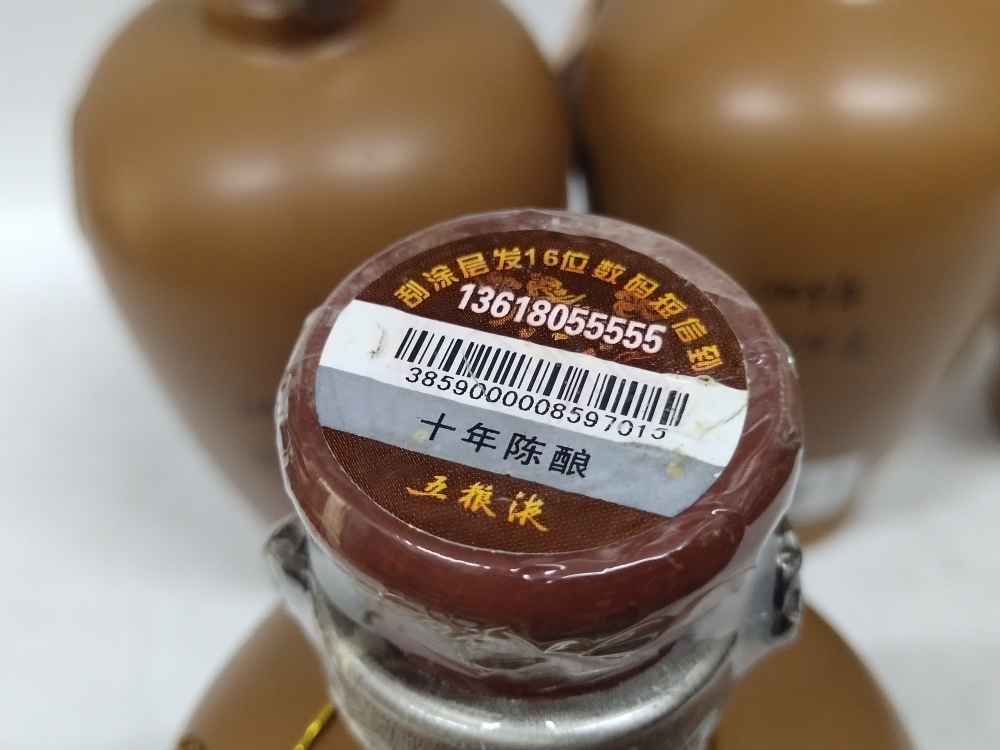 刮涂层发16位数码短信到
13618055555
3859000008597015
十年陈酿
五粮液